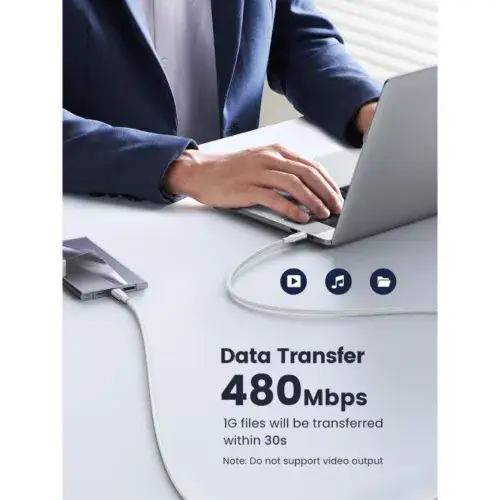 Data Transfer
480Mbps
1G files will be transferred
within 30s
Note: Do not support video output